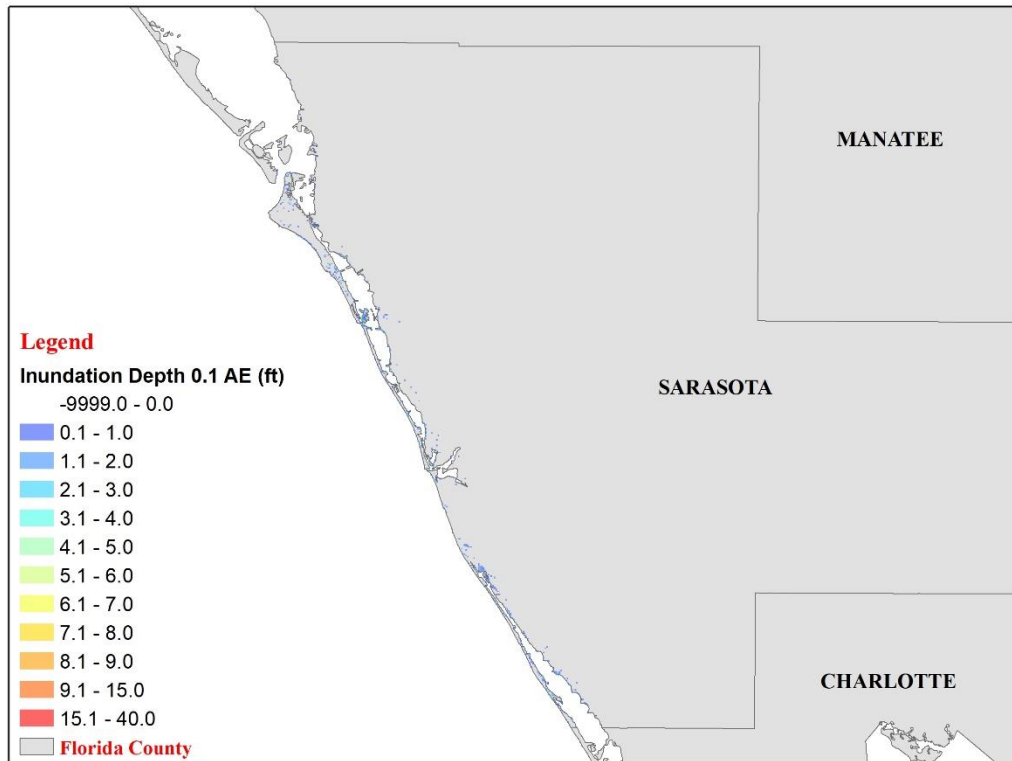 MANATEE
SARASOTA
CHARLOTTE
Legend
Inundation Depth 0.1 AE (ft)
-9999.0 - 0.0
0.1 - 1.0
1.1 - 2.0
2.1 - 3.0
3.1 - 4.0
4.1 - 5.0
5.1 - 6.0
6.1 - 7.0
7.1 - 8.0
8.1 - 9.0
9.1 - 15.0
15.1 - 40.0
Florida County